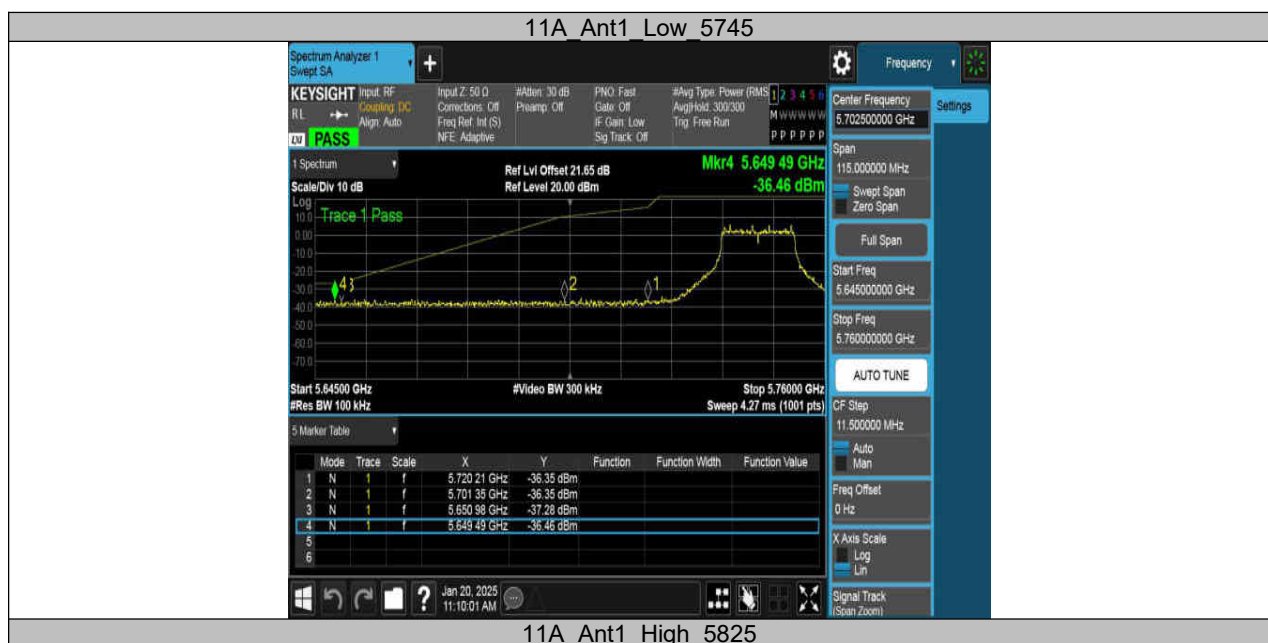 11A_Ant1_Low_5745
Spectrum Analyzer 1
Swept SA
Frequency
KEYSIGHT
RL
PASS
Input: RF
Coupling: DC
Align: Auto
Input Z: 50 Ω
Corrections: Off
Freq Ref: Int (S)
NFE: Adaptive
#Atten: 30 dB
Preamp: Off
PNO: Fast
Gate: Off
IF Gain: Low
Sig Track: Off
#Avg Type: Power (RMS
Avg|Hold: 300/300
Trig: Free Run
1 2 3 4 5 6
M W W W W W
P P P P P P
1 Spectrum
Scale/Div 10 dB
Ref Lvl Offset 21.65 dB
Ref Level 20.00 dBm
Mkr4 5.649 49 GHz
-36.46 dBm
Log
Trace 1 Pass
10.0
0.00
-10.0
-20.0
-30.0
-40.0
-50.0
-60.0
-70.0
4
3
2
1
Start 5.64500 GHz
#Video BW 300 kHz
Stop 5.76000 GHz
#Res BW 100 kHz
Sweep 4.27 ms (1001 pts)
5 Marker Table
Mode Trace Scale X Y Function Function Width Function Value
1 N 1 f 5.720 21 GHz -36.35 dBm
2 N 1 f 5.701 35 GHz -36.35 dBm
3 N 1 f 5.650 98 GHz -37.28 dBm
4 N 1 f 5.649 49 GHz -36.46 dBm
5
6
Jan 20, 2025
11:10:01 AM
Center Frequency
5.702500000 GHz
Settings
Span
115.000000 MHz
Swept Span
Zero Span
Full Span
Start Freq
5.645000000 GHz
Stop Freq
5.760000000 GHz
AUTO TUNE
CF Step
11.500000 MHz
Auto
Man
Freq Offset
0 Hz
X Axis Scale
Log
Lin
Signal Track
(Span Zoom)
11A_Ant1_High_5825